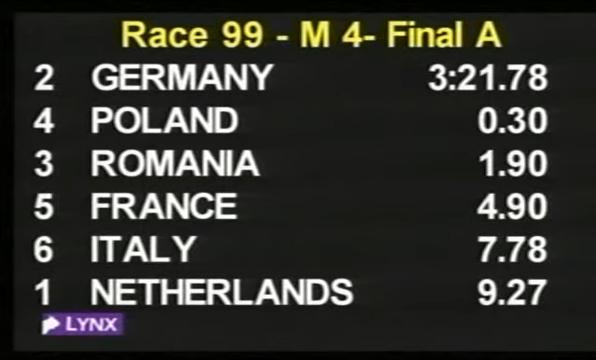 Race 99 - M 4- Final A
2 GERMANY 3:21.78
4 POLAND 0.30
3 ROMANIA 1.90
5 FRANCE 4.90
6 ITALY 7.78
1 NETHERLANDS 9.27
LYNX